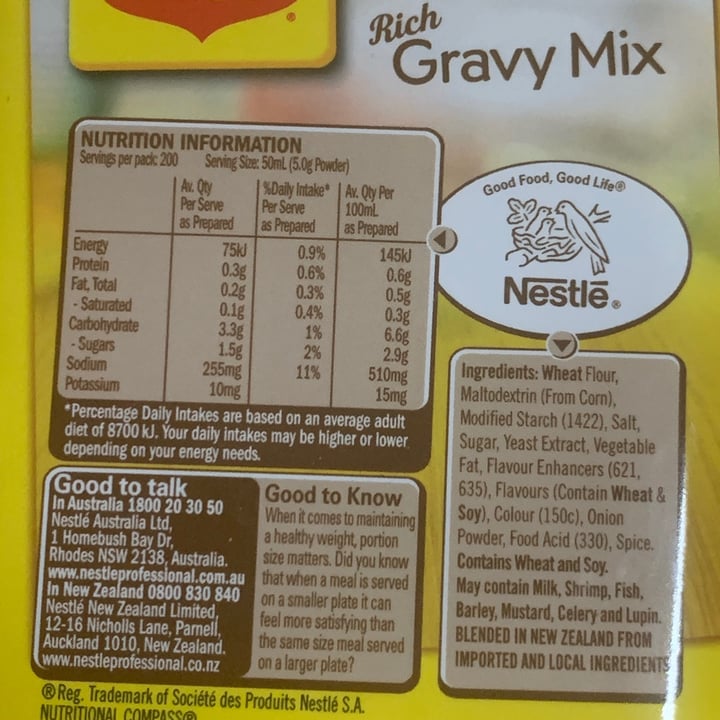 Rich
Gravy Mix
NUTRITION INFORMATION
Servings per pack: 200 Serving Size: 50mL (5.0g Powder)
Av. Qty Per Serve as Prepared %Daily Intake* Per Serve as Prepared Av. Qty Per 100mL as Prepared
Energy 75kJ 0.9% 145kJ
Protein 0.3g 0.6% 0.6g
Fat, Total 0.2g 0.3% 0.5g
- Saturated 0.1g 0.4% 0.3g
Carbohydrate 3.3g 1% 6.6g
- Sugars 1.5g 2% 2.9g
Sodium 255mg 11% 510mg
Potassium 10mg 15mg
*Percentage Daily Intakes are based on an average adult
diet of 8700 kJ. Your daily intakes may be higher or lower
depending on your energy needs.
Good Food, Good Life®
Nestlé®
Ingredients: Wheat Flour,
Maltodextrin (From Corn),
Modified Starch (1422), Salt,
Sugar, Yeast Extract, Vegetable
Fat, Flavour Enhancers (621,
635), Flavours (Contain Wheat &
Soy), Colour (150c), Onion
Powder, Food Acid (330), Spice.
Contains Wheat and Soy.
May contain Milk, Shrimp, Fish,
Barley, Mustard, Celery and Lupin.
BLENDED IN NEW ZEALAND FROM
IMPORTED AND LOCAL INGREDIENTS
Good to talk
In Australia 1800 20 30 50
Nestlé Australia Ltd,
1 Homebush Bay Dr,
Rhodes NSW 2138, Australia.
www.nestleprofessional.com.au
In New Zealand 0800 830 840
Nestlé New Zealand Limited,
12-16 Nicholls Lane, Parnell,
Auckland 1010, New Zealand.
www.nestleprofessional.co.nz
Good to Know
When it comes to maintaining
a healthy weight, portion
size matters. Did you know
that when a meal is served
on a smaller plate it can
feel more satisfying than
the same size meal served
on a larger plate?
® Reg. Trademark of Société des Produits Nestlé S.A.
NUTRITIONAL COMPASS®